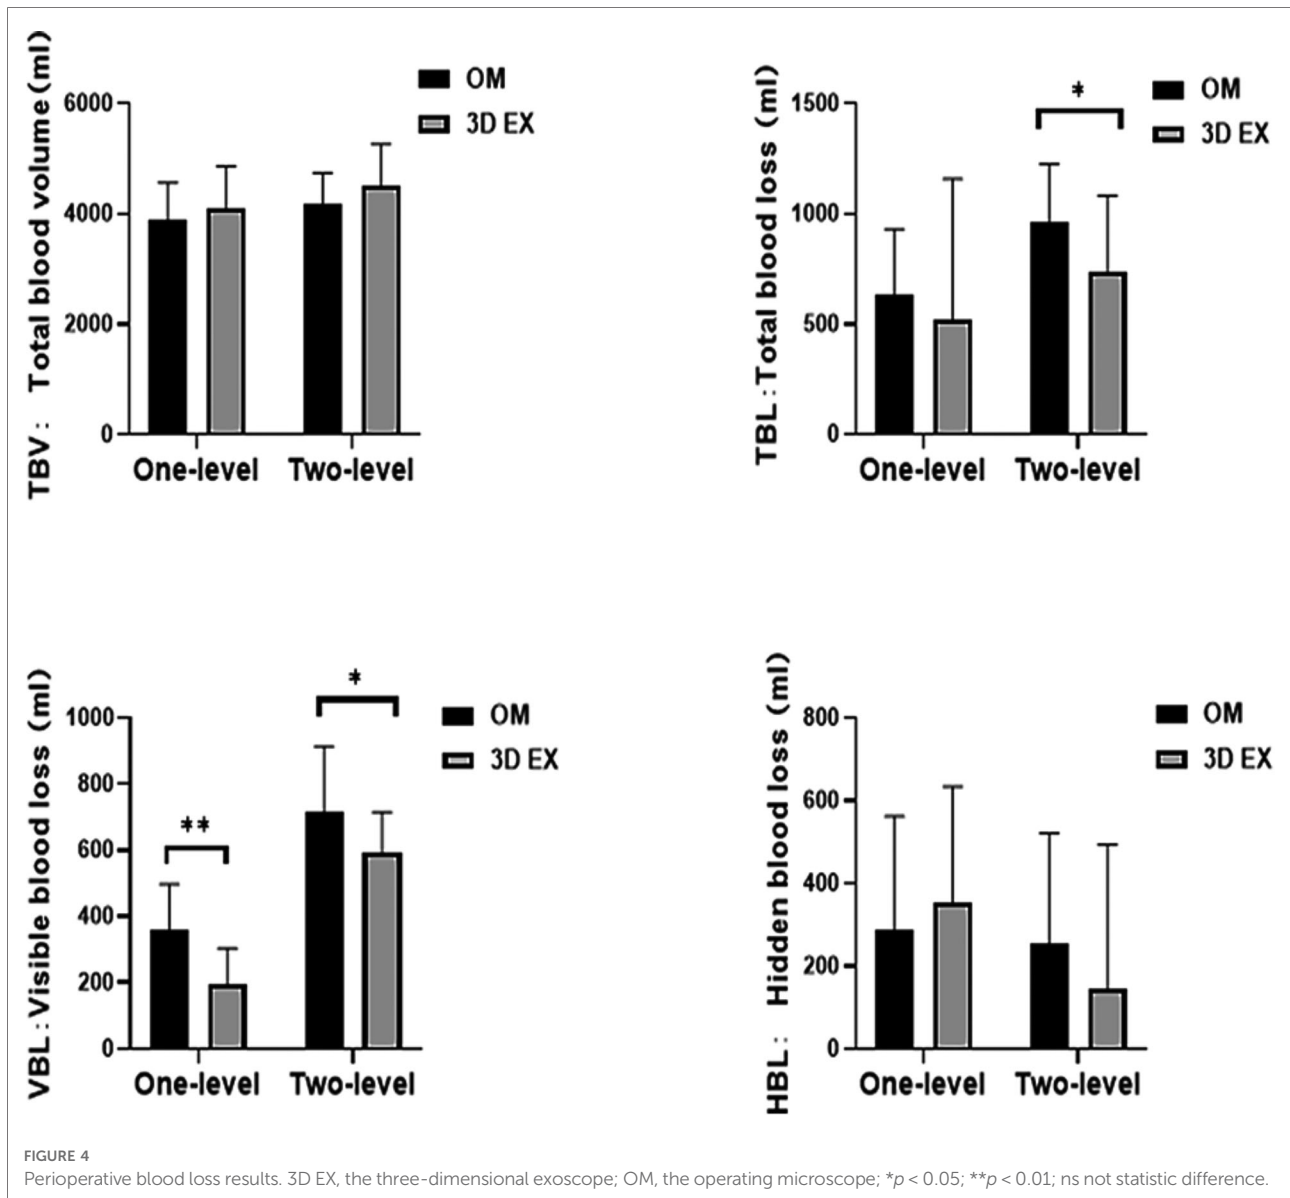 TBV: Total blood volume(ml)
6000
4000
2000
0
One-level
Two-level
OM
3D EX
TBL:Total blood loss (ml)
1500
1000
500
0
One-level
Two-level
*
OM
3D EX
VBL:Visible blood loss (ml)
1000
800
600
400
200
0
One-level
Two-level
**
*
OM
3D EX
HBL: Hidden blood loss (ml)
800
600
400
200
0
One-level
Two-level
OM
3D EX
FIGURE 4
Perioperative blood loss results. 3D EX, the three-dimensional exoscope; OM, the operating microscope; *p < 0.05; **p < 0.01; ns not statistic difference.